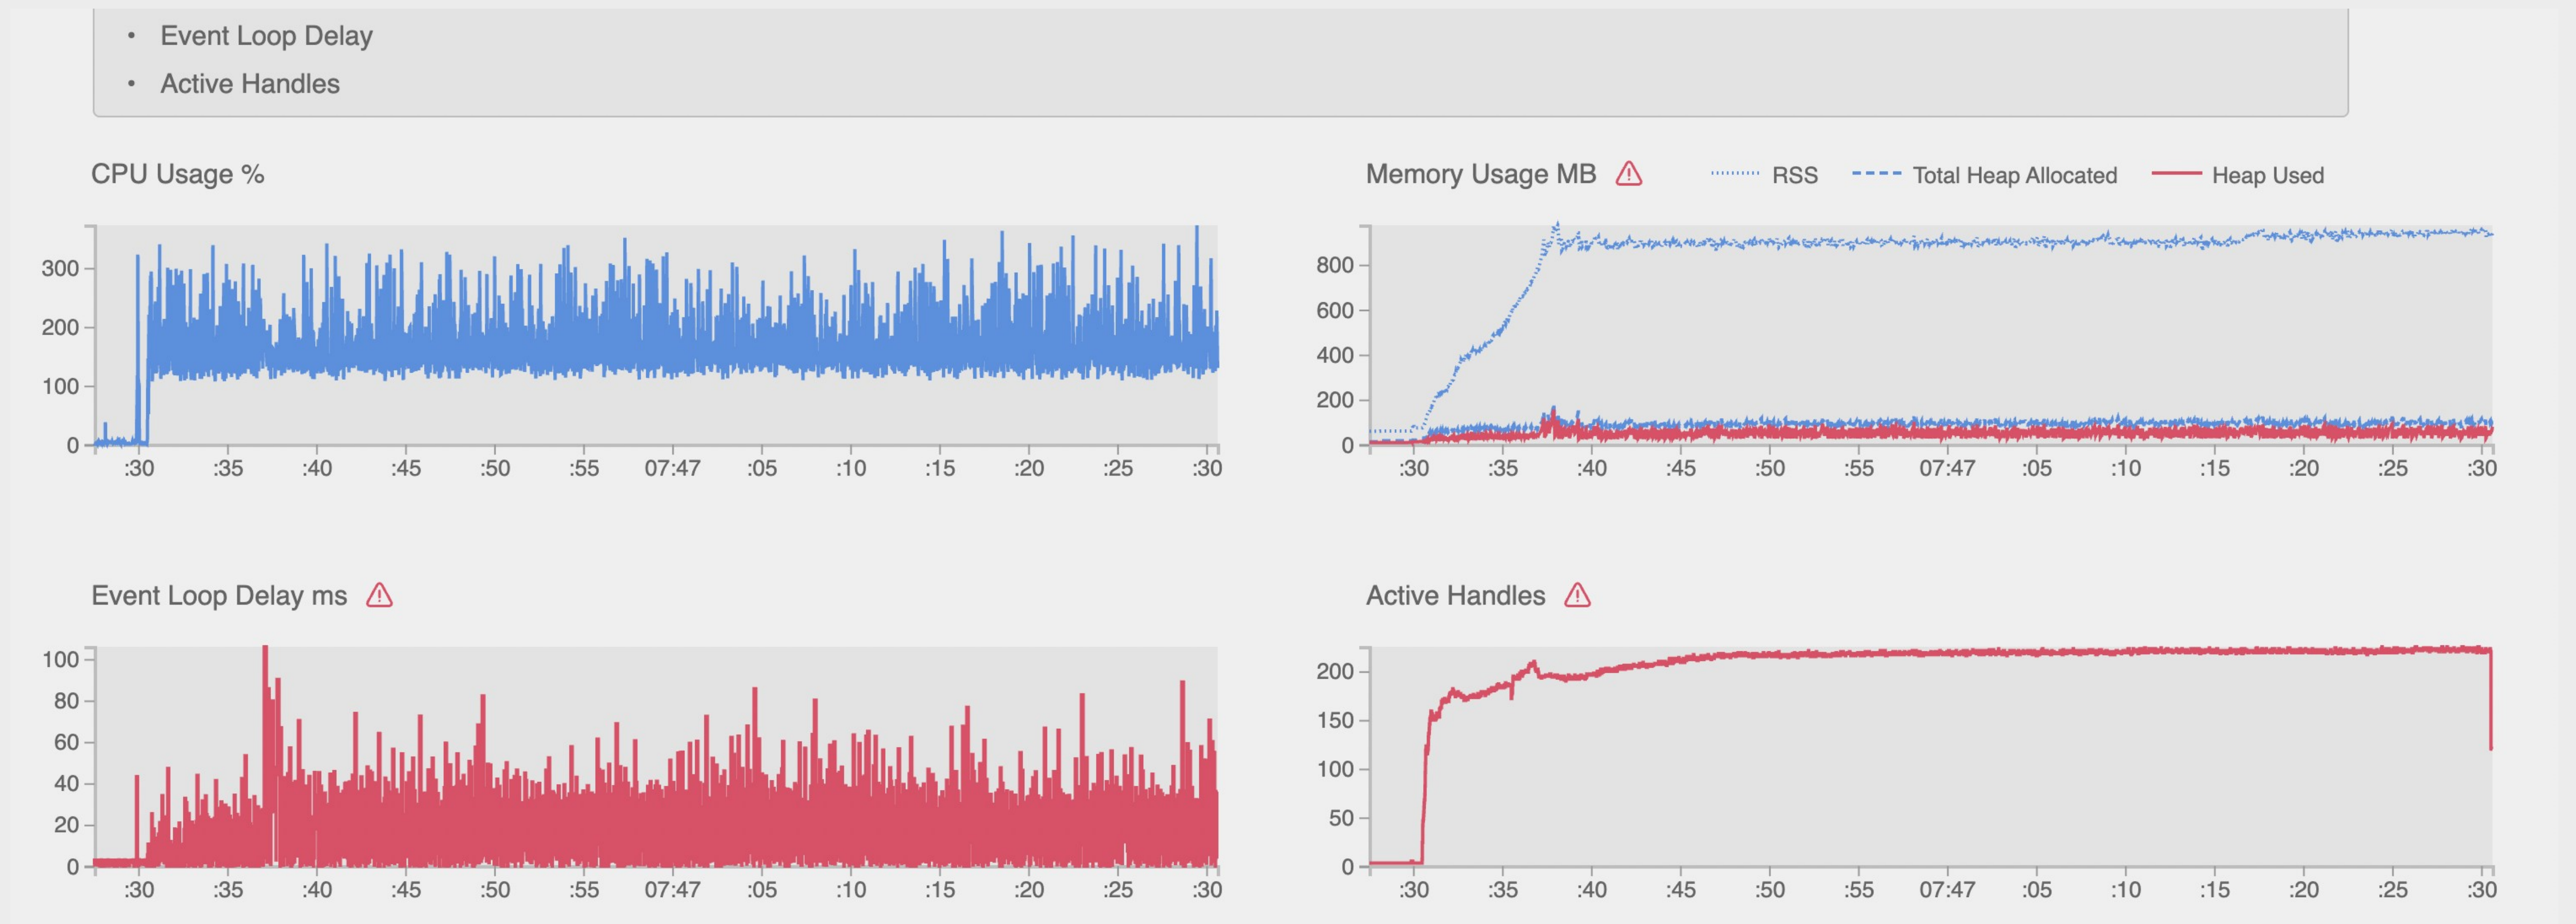 • Event Loop Delay
• Active Handles
CPU Usage %
300
200
100
0
:30 :35 :40 :45 :50 :55 07:47 :05 :10 :15 :20 :25 :30
Memory Usage MB RSS Total Heap Allocated Heap Used
800
600
400
200
0
:30 :35 :40 :45 :50 :55 07:47 :05 :10 :15 :20 :25 :30
Event Loop Delay ms
100
80
60
40
20
0
:30 :35 :40 :45 :50 :55 07:47 :05 :10 :15 :20 :25 :30
Active Handles
200
150
100
50
0
:30 :35 :40 :45 :50 :55 07:47 :05 :10 :15 :20 :25 :30